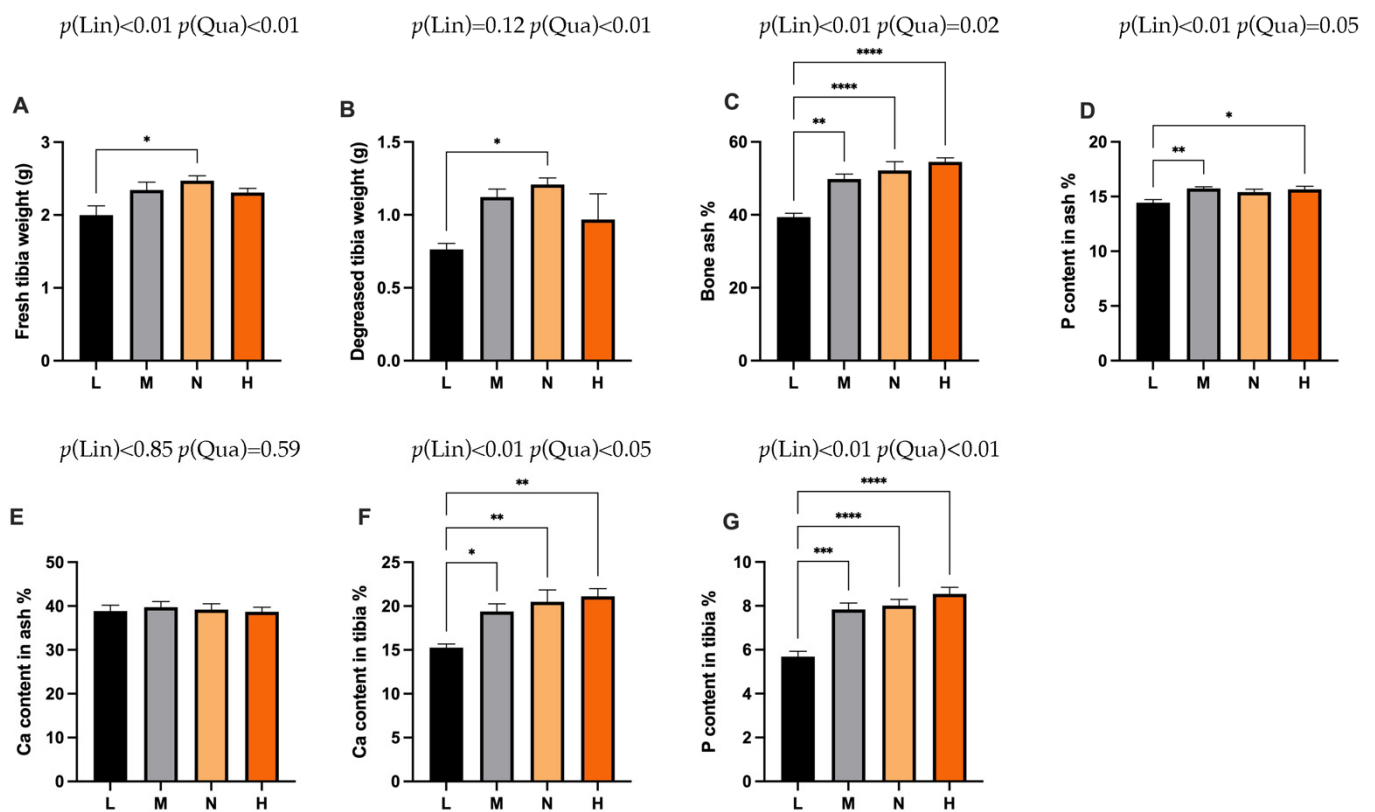 p(Lin)<0.01 p(Qua)<0.01
p(Lin)=0.12 p(Qua)<0.01
p(Lin)<0.01 p(Qua)=0.02
p(Lin)<0.01 p(Qua)=0.05
A
Fresh tibia weight (g)
3
2
1
0
*
L M N H
B
Degreased tibia weight (g)
1.5
1.0
0.5
0.0
*
L M N H
C
Bone ash %
60
40
20
0
****
****
**
L M N H
D
P content in ash %
20
15
10
5
0
*
**
L M N H
p(Lin)<0.85 p(Qua)=0.59
p(Lin)<0.01 p(Qua)<0.05
p(Lin)<0.01 p(Qua)<0.01
E
Ca content in ash %
50
40
30
20
10
0
L M N H
F
Ca content in tibia %
25
20
15
10
5
0
**
**
*
L M N H
G
P content in tibia %
10
8
6
4
2
0
****
****
***
L M N H